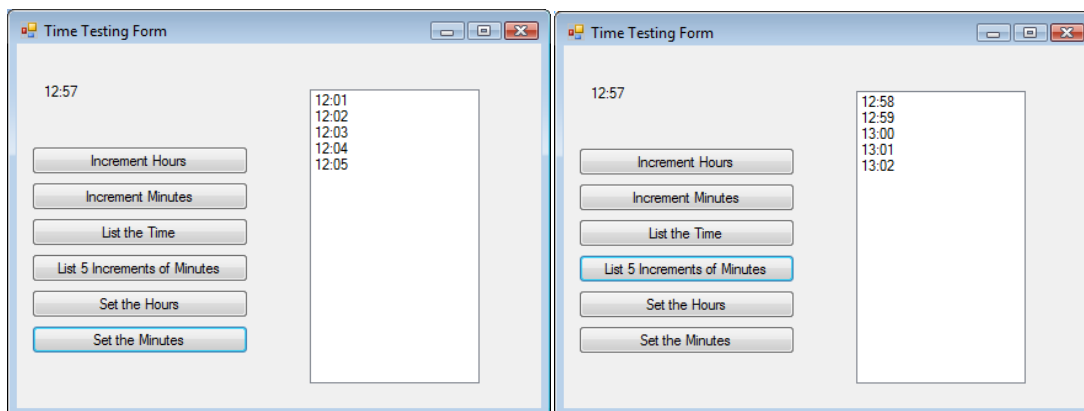 Time Testing Form
12:57
12:01
12:02
12:03
12:04
12:05
Increment Hours
Increment Minutes
List the Time
List 5 Increments of Minutes
Set the Hours
Set the Minutes
Time Testing Form
12:57
12:58
12:59
13:00
13:01
13:02
Increment Hours
Increment Minutes
List the Time
List 5 Increments of Minutes
Set the Hours
Set the Minutes